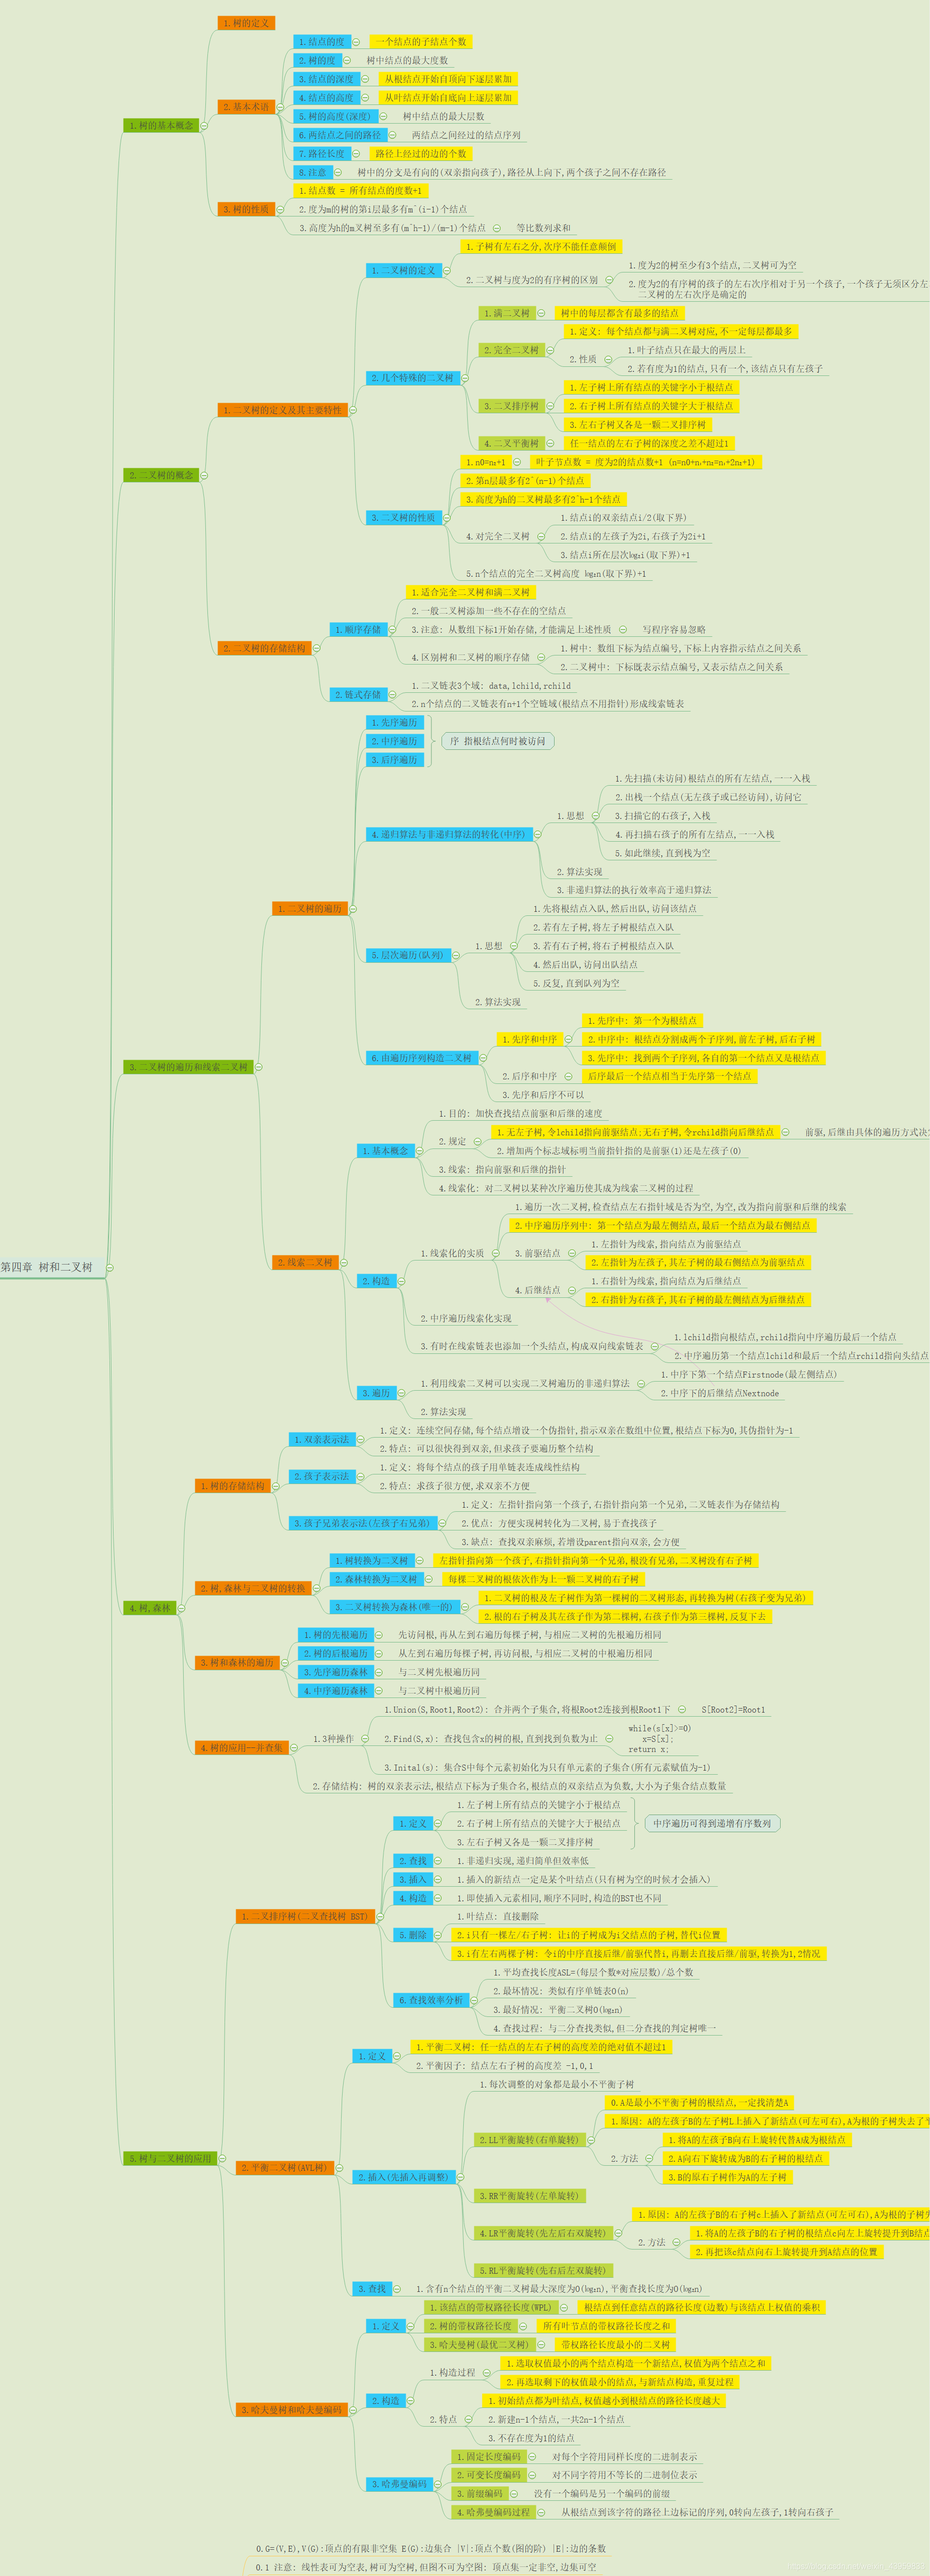 第四章 树和二叉树
1.树的基本概念
1.树的定义
2.基本术语
1.结点的度
一个结点的子结点个数
2.树的度
树中结点的最大度数
3.结点的深度
从根结点开始自顶向下逐层累加
4.结点的高度
从叶结点开始自底向上逐层累加
5.树的高度(深度)
树中结点的最大层数
6.两结点之间的路径
两结点之间经过的结点序列
7.路径长度
路径上经过的边的个数
8.注意
树中的分支是有向的(双亲指向孩子),路径从上向下,两个孩子之间不存在路径
3.树的性质
1.结点数 = 所有结点的度数+1
2.度为m的树的第i层最多有m^(i-1)个结点
3.高度为h的m叉树至多有(m^h-1)/(m-1)个结点
等比数列求和
2.二叉树的概念
1.二叉树的定义及其主要特性
1.二叉树的定义
1.子树有左右之分,次序不能任意颠倒
2.二叉树与度为2的有序树的区别
1.度为2的树至少有3个结点,二叉树可为空
2.度为2的有序树的孩子的左右次序相对于另一个孩子,一个孩子无须区分左
二叉树的左右次序是确定的
2.几个特殊的二叉树
1.满二叉树
树中的每层都含有最多的结点
2.完全二叉树
1.定义: 每个结点都与满二叉树对应,不一定每层都最多
2.性质
1.叶子结点只在最大的两层上
2.若有度为1的结点,只有一个,该结点只有左孩子
3.二叉排序树
1.左子树上所有结点的关键字小于根结点
2.右子树上所有结点的关键字大于根结点
3.左右子树又各是一颗二叉排序树
4.二叉平衡树
任一结点的左右子树的深度之差不超过1
3.二叉树的性质
1.n0=n₂+1
叶子节点数 = 度为2的结点数+1 (n=n0+n₁+n₂=n₁+2n₂+1)
2.第n层最多有2^(n-1)个结点
3.高度为h的二叉树最多有2^h-1个结点
4.对完全二叉树
1.结点i的双亲结点i/2(取下界)
2.结点i的左孩子为2i,右孩子为2i+1
3.结点i所在层次log₂i(取下界)+1
5.n个结点的完全二叉树高度 log₂n(取下界)+1
2.二叉树的存储结构
1.顺序存储
1.适合完全二叉树和满二叉树
2.一般二叉树添加一些不存在的空结点
3.注意: 从数组下标1开始存储,才能满足上述性质
写程序容易忽略
4.区别树和二叉树的顺序存储
1.树中: 数组下标为结点编号,下标上内容指示结点之间关系
2.二叉树中: 下标既表示结点编号,又表示结点之间关系
2.链式存储
1.二叉链表3个域: data,lchild,rchild
2.n个结点的二叉链表有n+1个空链域(根结点不用指针)形成线索链表
3.二叉树的遍历和线索二叉树
1.二叉树的遍历
1.先序遍历
2.中序遍历
3.后序遍历
序 指根结点何时被访问
4.递归算法与非递归算法的转化(中序)
1.思想
1.先扫描(未访问)根结点的所有左结点,一一入栈
2.出栈一个结点(无左孩子或已经访问),访问它
3.扫描它的右孩子,入栈
4.再扫描右孩子的所有左结点,一一入栈
5.如此继续,直到栈为空
2.算法实现
3.非递归算法的执行效率高于递归算法
5.层次遍历(队列)
1.思想
1.先将根结点入队,然后出队,访问该结点
2.若有左子树,将左子树根结点入队
3.若有右子树,将右子树根结点入队
4.然后出队,访问出队结点
5.反复,直到队列为空
2.算法实现
6.由遍历序列构造二叉树
1.先序和中序
1.先序中: 第一个为根结点
2.中序中: 根结点分割成两个子序列,前左子树,后右子树
3.先序中: 找到两个子序列,各自的第一个结点又是根结点
2.后序和中序
后序最后一个结点相当于先序第一个结点
3.先序和后序不可以
2.线索二叉树
1.基本概念
1.目的: 加快查找结点前驱和后继的速度
2.规定
1.无左子树,令lchild指向前驱结点;无右子树,令rchild指向后继结点
前驱,后继由具体的遍历方式决
2.增加两个标志域标明当前指针指的是前驱(1)还是左孩子(0)
3.线索: 指向前驱和后继的指针
4.线索化: 对二叉树以某种次序遍历使其成为线索二叉树的过程
2.构造
1.线索化的实质
1.遍历一次二叉树,检查结点左右指针域是否为空,为空,改为指向前驱和后继的线索
2.中序遍历序列中: 第一个结点为最左侧结点,最后一个结点为最右侧结点
3.前驱结点
1.左指针为线索,指向结点为前驱结点
2.左指针为左孩子,其左子树的最右侧结点为前驱结点
4.后继结点
1.右指针为线索,指向结点为后继结点
2.右指针为右孩子,其右子树的最左侧结点为后继结点
2.中序遍历线索化实现
3.有时在线索链表也添加一个头结点,构成双向线索链表
1.lchild指向根结点,rchild指向中序遍历最后一个结点
2.中序遍历第一个结点lchild和最后一个结点rchild指向头结点
3.遍历
1.利用线索二叉树可以实现二叉树遍历的非递归算法
1.中序下第一个结点Firstnode(最左侧结点)
2.中序下的后继结点Nextnode
2.算法实现
4.树,森林
1.树的存储结构
1.双亲表示法
1.定义: 连续空间存储,每个结点增设一个伪指针,指示双亲在数组中位置,根结点下标为0,其伪指针为-1
2.特点: 可以很快得到双亲,但求孩子要遍历整个结构
2.孩子表示法
1.定义: 将每个结点的孩子用单链表连成线性结构
2.特点: 求孩子很方便,求双亲不方便
3.孩子兄弟表示法(左孩子右兄弟)
1.定义: 左指针指向第一个孩子,右指针指向第一个兄弟,二叉链表作为存储结构
2.优点: 方便实现树转化为二叉树,易于查找孩子
3.缺点: 查找双亲麻烦,若增设parent指向双亲,会方便
2.树,森林与二叉树的转换
1.树转换为二叉树
左指针指向第一个孩子,右指针指向第一个兄弟,根没有兄弟,二叉树没有右子树
2.森林转换为二叉树
每棵二叉树的根依次作为上一颗二叉树的右子树
3.二叉树转换为森林(唯一的)
1.二叉树的根及左子树作为第一棵树的二叉树形态,再转换为树(右孩子变为兄弟)
2.根的右子树及其左孩子作为第二棵树,右孩子作为第三棵树,反复下去
3.树和森林的遍历
1.树的先根遍历
先访问根,再从左到右遍历每棵子树,与相应二叉树的先根遍历相同
2.树的后根遍历
从左到右遍历每棵子树,再访问根,与相应二叉树的中根遍历相同
3.先序遍历森林
与二叉树先根遍历同
4.中序遍历森林
与二叉树中根遍历同
4.树的应用--并查集
1.3种操作
1.Union(S,Root1,Root2): 合并两个子集合,将根Root2连接到根Root1下
S[Root2]=Root1
2.Find(S,x): 查找包含x的树的根,直到找到负数为止
while(s[x]>=0)
x=S[x];
return x;
3.Inital(s): 集合S中每个元素初始化为只有单元素的子集合(所有元素赋值为-1)
2.存储结构: 树的双亲表示法,根结点下标为子集合名,根结点的双亲结点为负数,大小为子集合结点数量
5.树与二叉树的应用
1.二叉排序树(二叉查找树 BST)
1.定义
1.左子树上所有结点的关键字小于根结点
2.右子树上所有结点的关键字大于根结点
3.左右子树又各是一颗二叉排序树
中序遍历可得到递增有序数列
2.查找
1.非递归实现,递归简单但效率低
3.插入
1.插入的新结点一定是某个叶结点(只有树为空的时候才会插入)
4.构造
1.即使插入元素相同,顺序不同时,构造的BST也不同
5.删除
1.叶结点: 直接删除
2.i只有一棵左/右子树: 让i的子树成为i父结点的子树,替代i位置
3.i有左右两棵子树: 令i的中序直接后继/前驱代替i,再删去直接后继/前驱,转换为1,2情况
6.查找效率分析
1.平均查找长度ASL=(每层个数*对应层数)/总个数
2.最坏情况: 类似有序单链表O(n)
3.最好情况: 平衡二叉树O(log₂n)
4.查找过程: 与二分查找类似,但二分查找的判定树唯一
2.平衡二叉树(AVL树)
1.定义
1.平衡二叉树: 任一结点的左右子树的高度差的绝对值不超过1
2.平衡因子: 结点左右子树的高度差 -1,0,1
2.插入(先插入再调整)
1.每次调整的对象都是最小不平衡子树
2.LL平衡旋转(右单旋转)
0.A是最小不平衡子树的根结点,一定找清楚A
1.原因: A的左孩子B的左子树L上插入了新结点(可左可右),A为根的子树失去了平
2.方法
1.将A的左孩子B向右上旋转代替A成为根结点
2.A向右下旋转成为B的右子树的根结点
3.B的原右子树作为A的左子树
3.RR平衡旋转(左单旋转)
4.LR平衡旋转(先左后右双旋转)
1.原因: A的左孩子B的右子树c上插入了新结点(可左可右),A为根的子树失
2.方法
1.将A的左孩子B的右子树的根结点c向左上旋转提升到B结点
2.再把该c结点向右上旋转提升到A结点的位置
5.RL平衡旋转(先右后左双旋转)
3.查找
1.含有n个结点的平衡二叉树最大深度为O(log₂n),平衡查找长度为O(log₂n)
3.哈夫曼树和哈夫曼编码
1.定义
1.该结点的带权路径长度(WPL)
根结点到任意结点的路径长度(边数)与该结点上权值的乘积
2.树的带权路径长度
所有叶节点的带权路径长度之和
3.哈夫曼树(最优二叉树)
带权路径长度最小的二叉树
2.构造
1.构造过程
1.选取权值最小的两个结点构造一个新结点,权值为两个结点之和
2.再选取剩下的权值最小的结点,与新结点构造,重复过程
2.特点
1.初始结点都为叶结点,权值越小到根结点的路径长度越大
2.新建n-1个结点,一共2n-1个结点
3.不存在度为1的结点
3.哈弗曼编码
1.固定长度编码
对每个字符用同样长度的二进制表示
2.可变长度编码
对不同字符用不等长的二进制位表示
3.前缀编码
没有一个编码是另一个编码的前缀
4.哈弗曼编码过程
从根结点到该字符的路径上边标记的序列,0转向左孩子,1转向右孩子
0.G=(V,E),V(G):顶点的有限非空集 E(G):边集合 |V|:顶点个数(图的阶) |E|:边的条数
0.1 注意: 线性表可为空表,树可为空树,但图不可为空图: 顶点集一定非空,边集可空